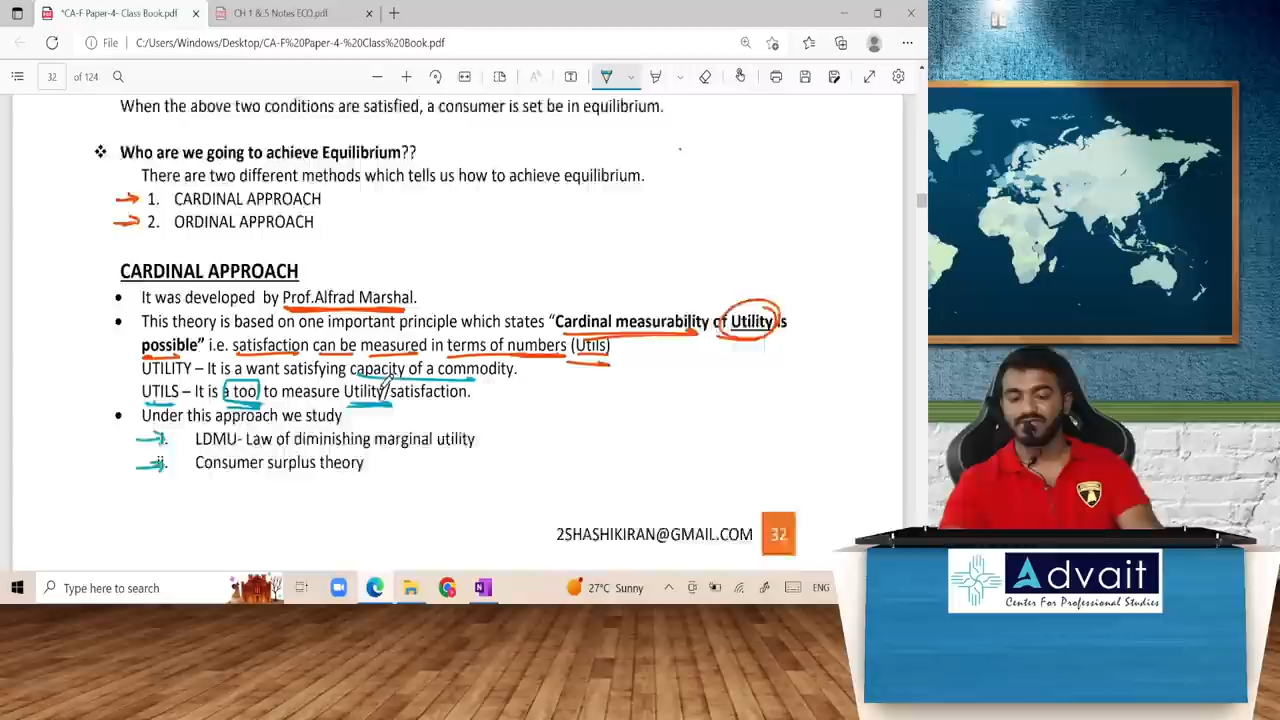 *CA-F Paper-4- Class Book.pdf
CH 1 & :5 Notes ECO.pdf
File
C:/Users/Windows/Desktop/CA-F%20Paper-4-%20Class%20Book.pdf
32 of 124
When the above two conditions are satisfied, a consumer is set be in equilibrium.
❖ Who are we going to achieve Equilibrium??
There are two different methods which tells us how to achieve equilibrium.
1. CARDINAL APPROACH
2. ORDINAL APPROACH
CARDINAL APPROACH
• It was developed by Prof.Alfrad Marshal.
• This theory is based on one important principle which states “Cardinal measurability of Utility is
possible” i.e. satisfaction can be measured in terms of numbers (Utils)
UTILITY – It is a want satisfying capacity of a commodity.
UTILS – It is a tool to measure Utility/satisfaction.
• Under this approach we study
i. LDMU- Law of diminishing marginal utility
ii. Consumer surplus theory
2SHASHIKIRAN@GMAIL.COM 32
Type here to search
27°C Sunny
ENG
Advait
Center For Professional Studies